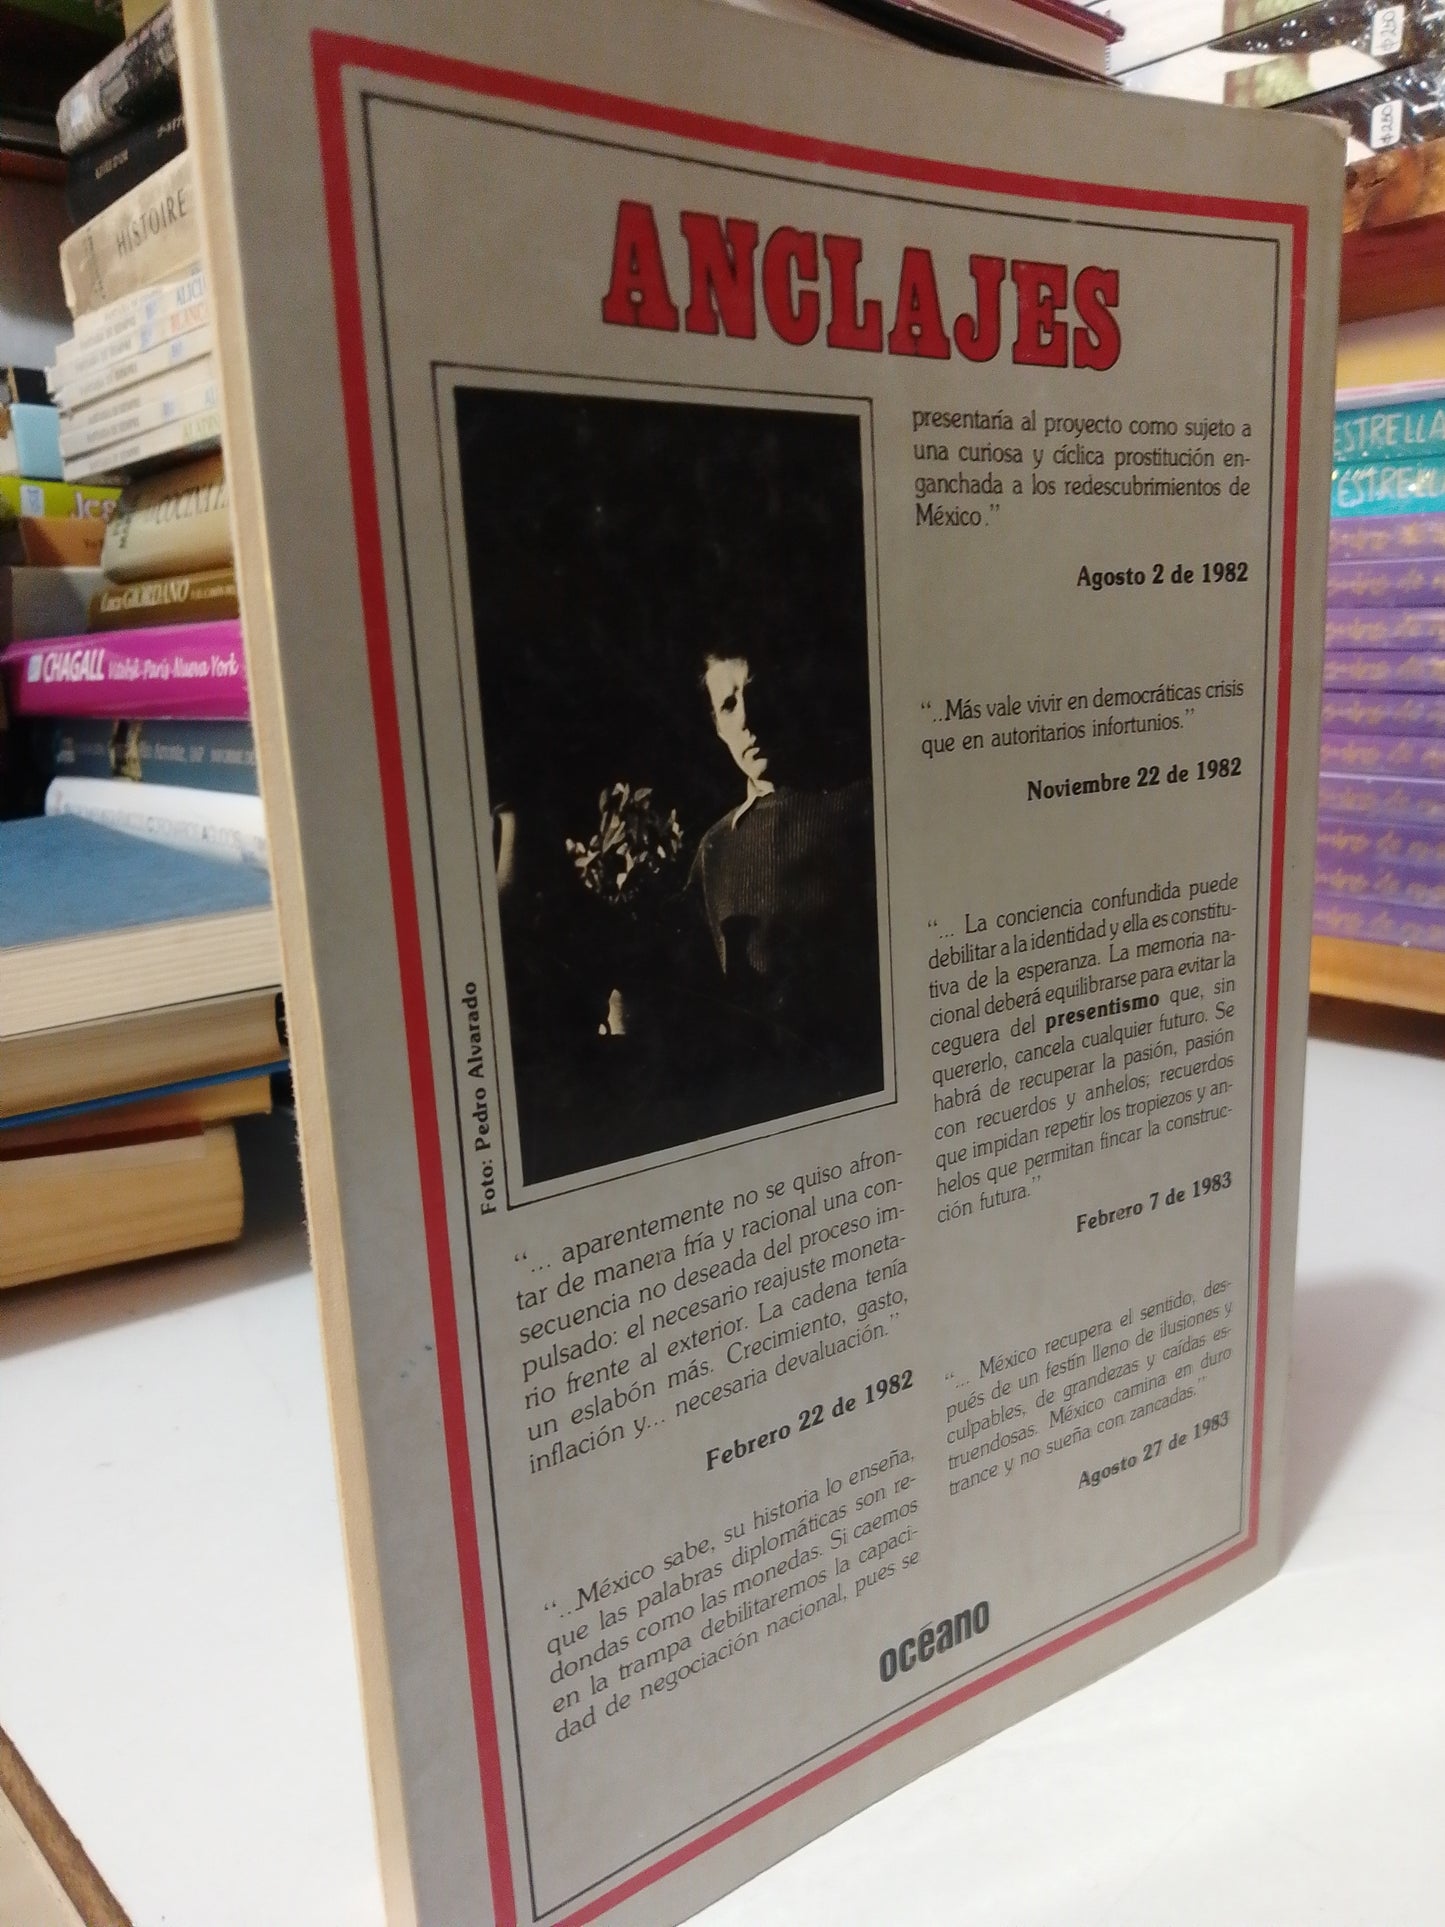 ANCLAJES
Foto: Pedro Alvarado
“... aparentemente no se quiso afron-
tar de manera fría y racional una con-
secuencia no deseada del proceso im-
pulsado: el necesario reajuste moneta-
rio frente al exterior. La cadena tenía
un eslabón más. Crecimiento, gasto,
inflación y... necesaria devaluación.”
Febrero 22 de 1982
“...México sabe, su historia lo enseña,
que las palabras diplomáticas son re-
dondas como las monedas. Si caemos
en la trampa debilitaremos la capaci-
dad de negociación nacional, pues se
presentaría al proyecto como sujeto a
una curiosa y cíclica prostitución en-
ganchada a los redescubrimientos de
México.”
Agosto 2 de 1982
“..Más vale vivir en democráticas crisis
que en autoritarios infortunios.”
Noviembre 22 de 1982
“... La conciencia confundida puede
debilitar a la identidad y ella es constitu-
tiva de la esperanza. La memoria na-
cional deberá equilibrarse para evitar la
ceguera del presentismo que, sin
quererlo, cancela cualquier futuro. Se
habrá de recuperar la pasión, pasión
con recuerdos y anhelos; recuerdos
que impidan repetir los tropiezos y an-
helos que permitan fincar la construc-
ción futura.”
Febrero 7 de 1983
“... México recupera el sentido, des-
pués de un festín lleno de ilusiones y
culpables, de grandezas y caídas es-
truendosas. México camina en duro
trance y no sueña con zancadas.”
Agosto 27 de 1983
océano
HISTOIRE
Luca GIORDANO
CHAGALL Vitebsk-París-Nueva York
ESTRELLA
ESTRELL
$280
$280